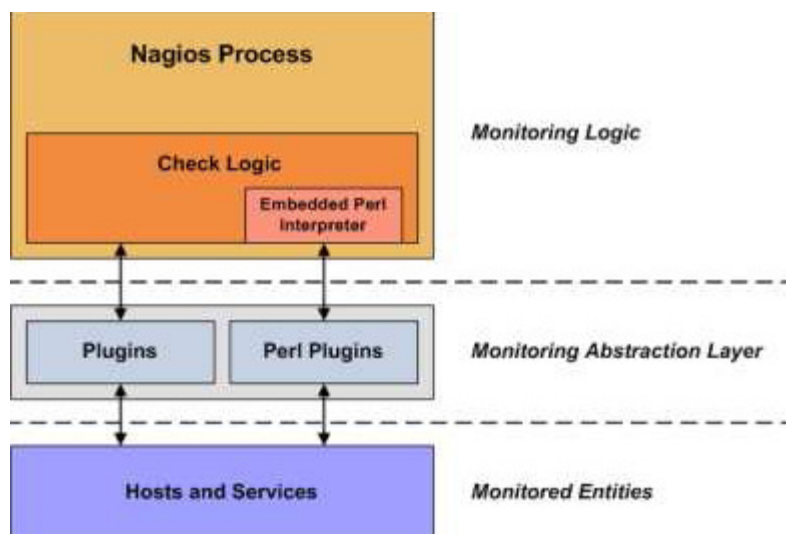 Nagios Process
Monitoring Logic
Check Logic
Embedded Perl
Interpreter
Plugins
Perl Plugins
Monitoring Abstraction Layer
Hosts and Services
Monitored Entities